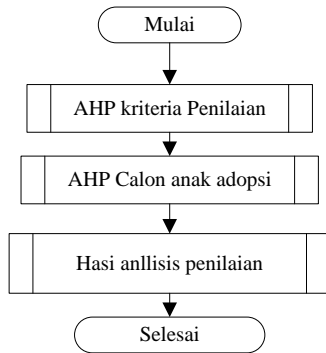 Mulai
AHP kriteria Penilaian
AHP Calon anak adopsi
Hasi anllisis penilaian
Selesai